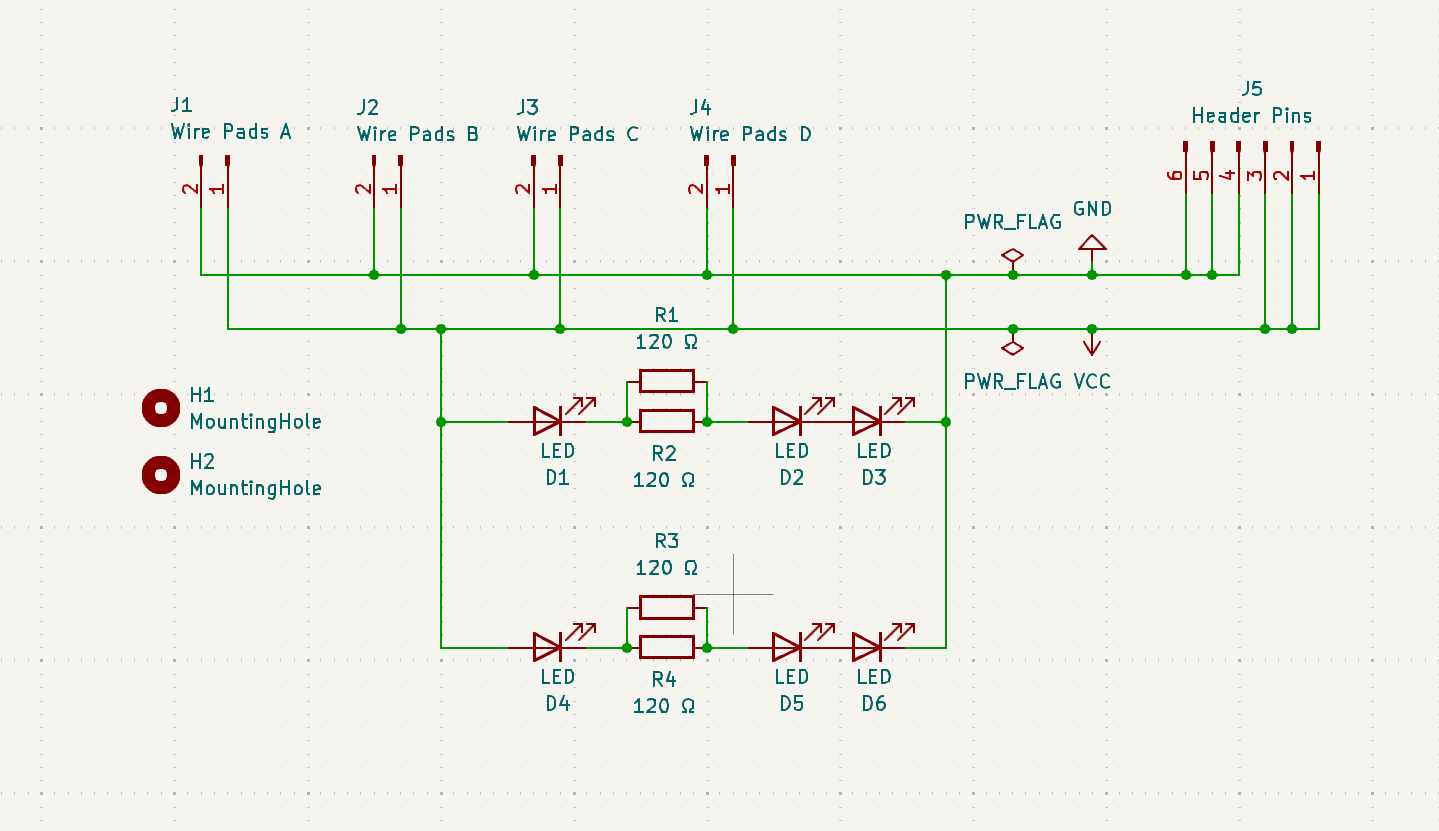 J1
Wire Pads A
J2
Wire Pads B
J3
Wire Pads C
J4
Wire Pads D
J5
Header Pins
2
1
2
1
2
1
2
1
6
5
4
3
2
1
PWR_FLAG
GND
R1
120 Ω
PWR_FLAG
VCC
H1
MountingHole
H2
MountingHole
LED
D1
R2
120 Ω
LED
D2
LED
D3
R3
120 Ω
LED
D4
R4
120 Ω
LED
D5
LED
D6